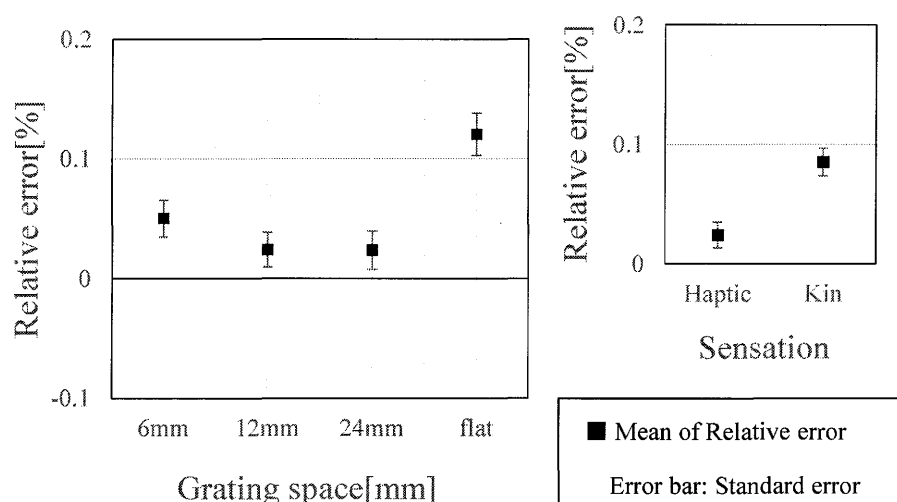 0.2
0.1
0
-0.1
Relative error[%]
6mm 12mm 24mm flat
Grating space[mm]
0.2
0.1
0
Relative error[%]
Haptic Kin
Sensation
■ Mean of Relative error
Error bar: Standard error